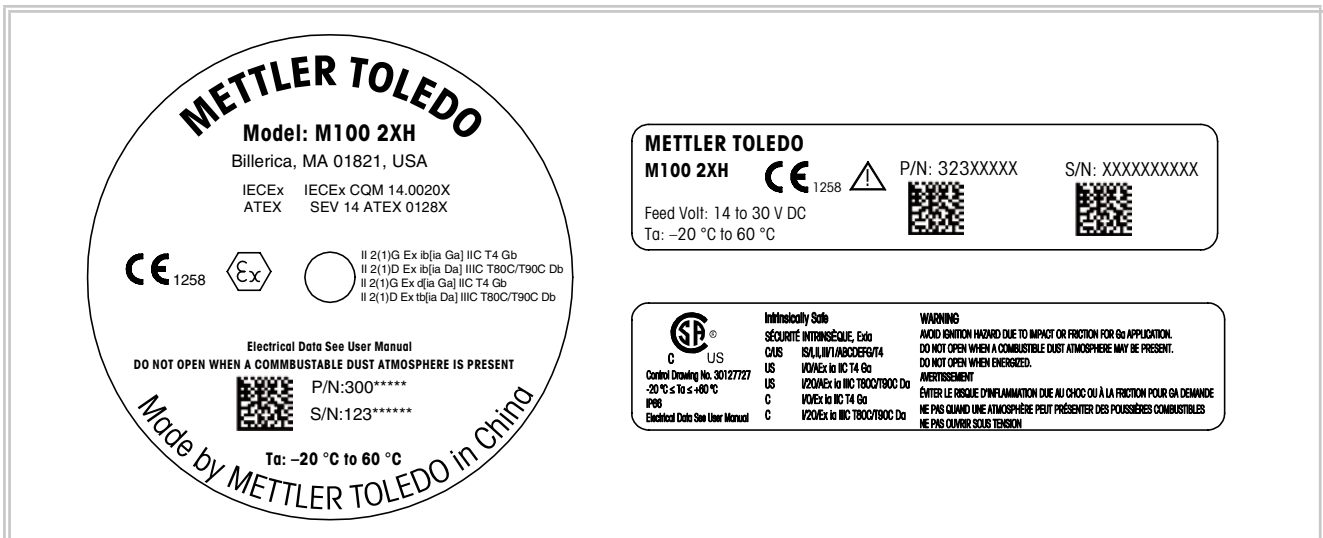 METTLER TOLEDO
Model: M100 2XH
Billerica, MA 01821, USA
IECEx IECEx CQM 14.0020X
ATEX SEV 14 ATEX 0128X
CE 1258 Ex
II 2(1)G Ex ib[ia Ga] IIC T4 Gb
II 2(1)D Ex ib[ia Da] IIIC T80C/T90C Db
II 2(1)G Ex d[ia Ga] IIC T4 Gb
II 2(1)D Ex tb[ia Da] IIIC T80C/T90C Db
Electrical Data See User Manual
DO NOT OPEN WHEN A COMMBUSTABLE DUST ATMOSPHERE IS PRESENT
P/N:300*****
S/N:123******
Ta: –20 °C to 60 °C
Made by METTLER TOLEDO in China
METTLER TOLEDO
M100 2XH CE 1258 P/N: 323XXXXX S/N: XXXXXXXXXX
Feed Volt: 14 to 30 V DC
Ta: –20 °C to 60 °C
SA ®
C US
Control Drawing No. 30127727
-20 ºC ≤ Ta ≤ +60 ºC
IP66
Electrical Data See User Manual
Intrinsically Safe
SÉCURITÉ INTRINSÈQUE, Exia
C/US IS/I,II,III/1/ABCDEFG/T4
US I/0/AEx ia IIC T4 Ga
US I/20/AEx ia IIIC T80C/T90C Da
C I/0/Ex ia IIC T4 Ga
C I/20/Ex ia IIIC T80C/T90C Da
WARNING
AVOID IGNITION HAZARD DUE TO IMPACT OR FRICTION FOR Ga APPLICATION.
DO NOT OPEN WHEN A COMBUSTIBLE DUST ATMOSPHERE MAY BE PRESENT.
DO NOT OPEN WHEN ENERGIZED.
AVERTISSEMENT
ÉVITER LE RISQUE D'INFLAMMATION DUE AU CHOC OU À LA FRICTION POUR GA DEMANDE
NE PAS QUAND UNE ATMOSPHÈRE PEUT PRÉSENTER DES POUSSIÈRES COMBUSTIBLES
NE PAS OUVRIR SOUS TENSION